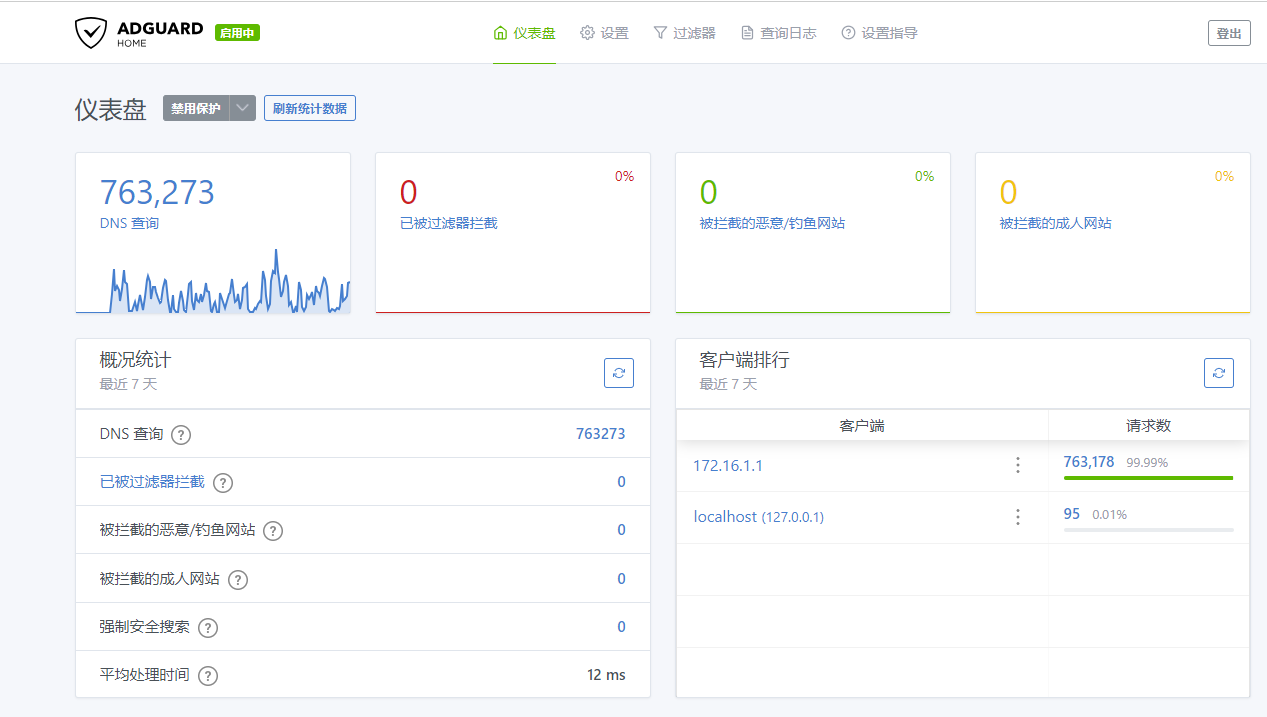 ADGUARD
HOME
启用中
仪表盘
设置
过滤器
查询日志
设置指导
登出
仪表盘
禁用保护
刷新统计数据
763,273
DNS 查询
0
0%
已被过滤器拦截
0
0%
被拦截的恶意/钓鱼网站
0
0%
被拦截的成人网站
概况统计
最近 7 天
DNS 查询 ?
763273
已被过滤器拦截 ?
0
被拦截的恶意/钓鱼网站 ?
0
被拦截的成人网站 ?
0
强制安全搜索 ?
0
平均处理时间 ?
12 ms
客户端排行
最近 7 天
客户端
请求数
172.16.1.1
763,178 99.99%
localhost (127.0.0.1)
95 0.01%